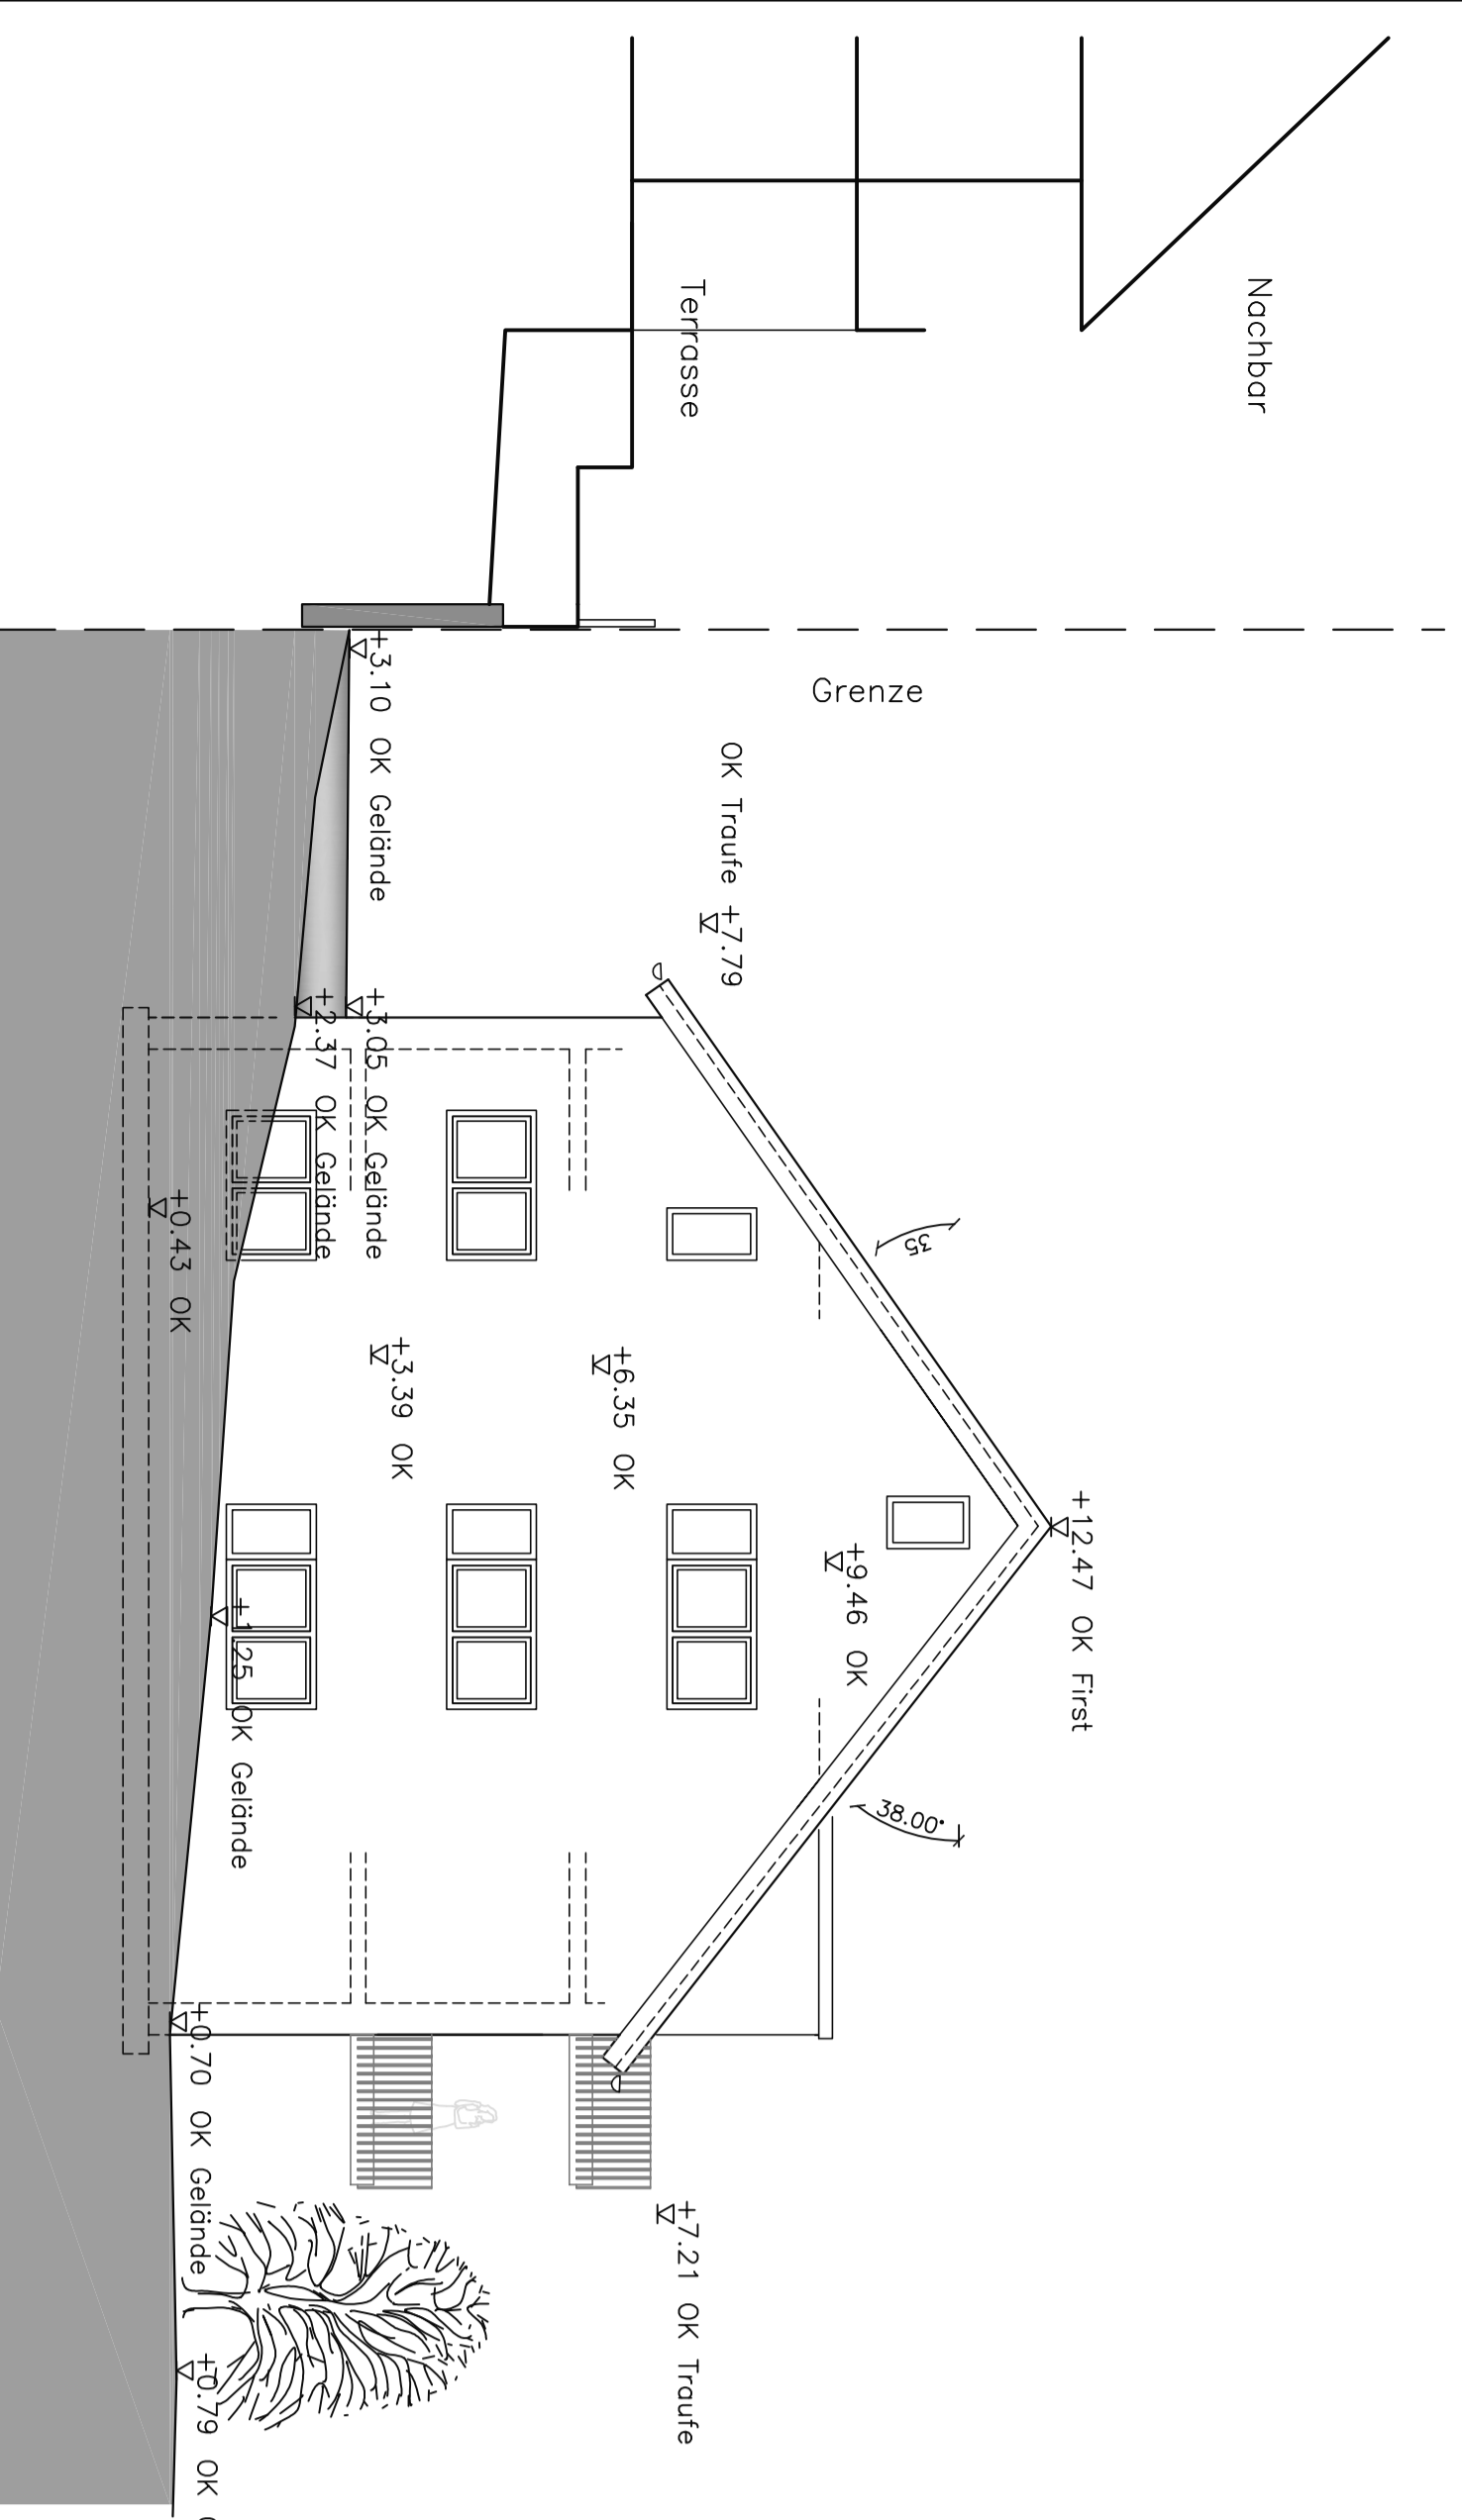 Nachbar
Terrasse
Grenze
+3.10 OK Gelände
OK Traufe +7.79
+3.05 OK Gelände
+2.37 OK Gelände
35
+0.43 OK
+3.39 OK
+6.35 OK
+12.47 OK First
+9.46 OK
+1.25 OK Gelände
38.00°
+0.70 OK Gelände
+7.21 OK Traufe
+0.79 OK